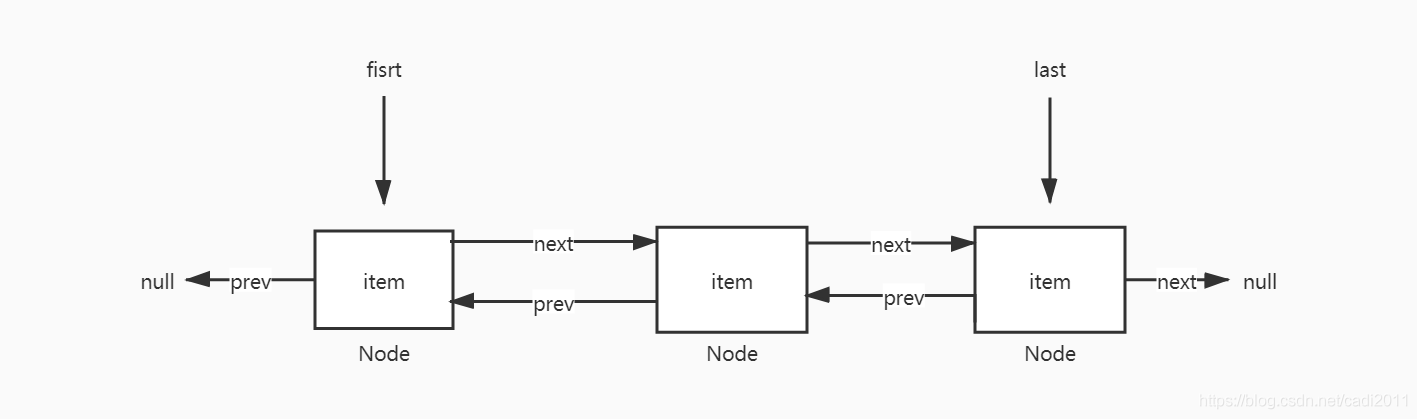 fisrt
last
next
next
null
prev
item
item
item
next
null
prev
prev
Node
Node
Node
https://blog.csdn.net/cadi2011